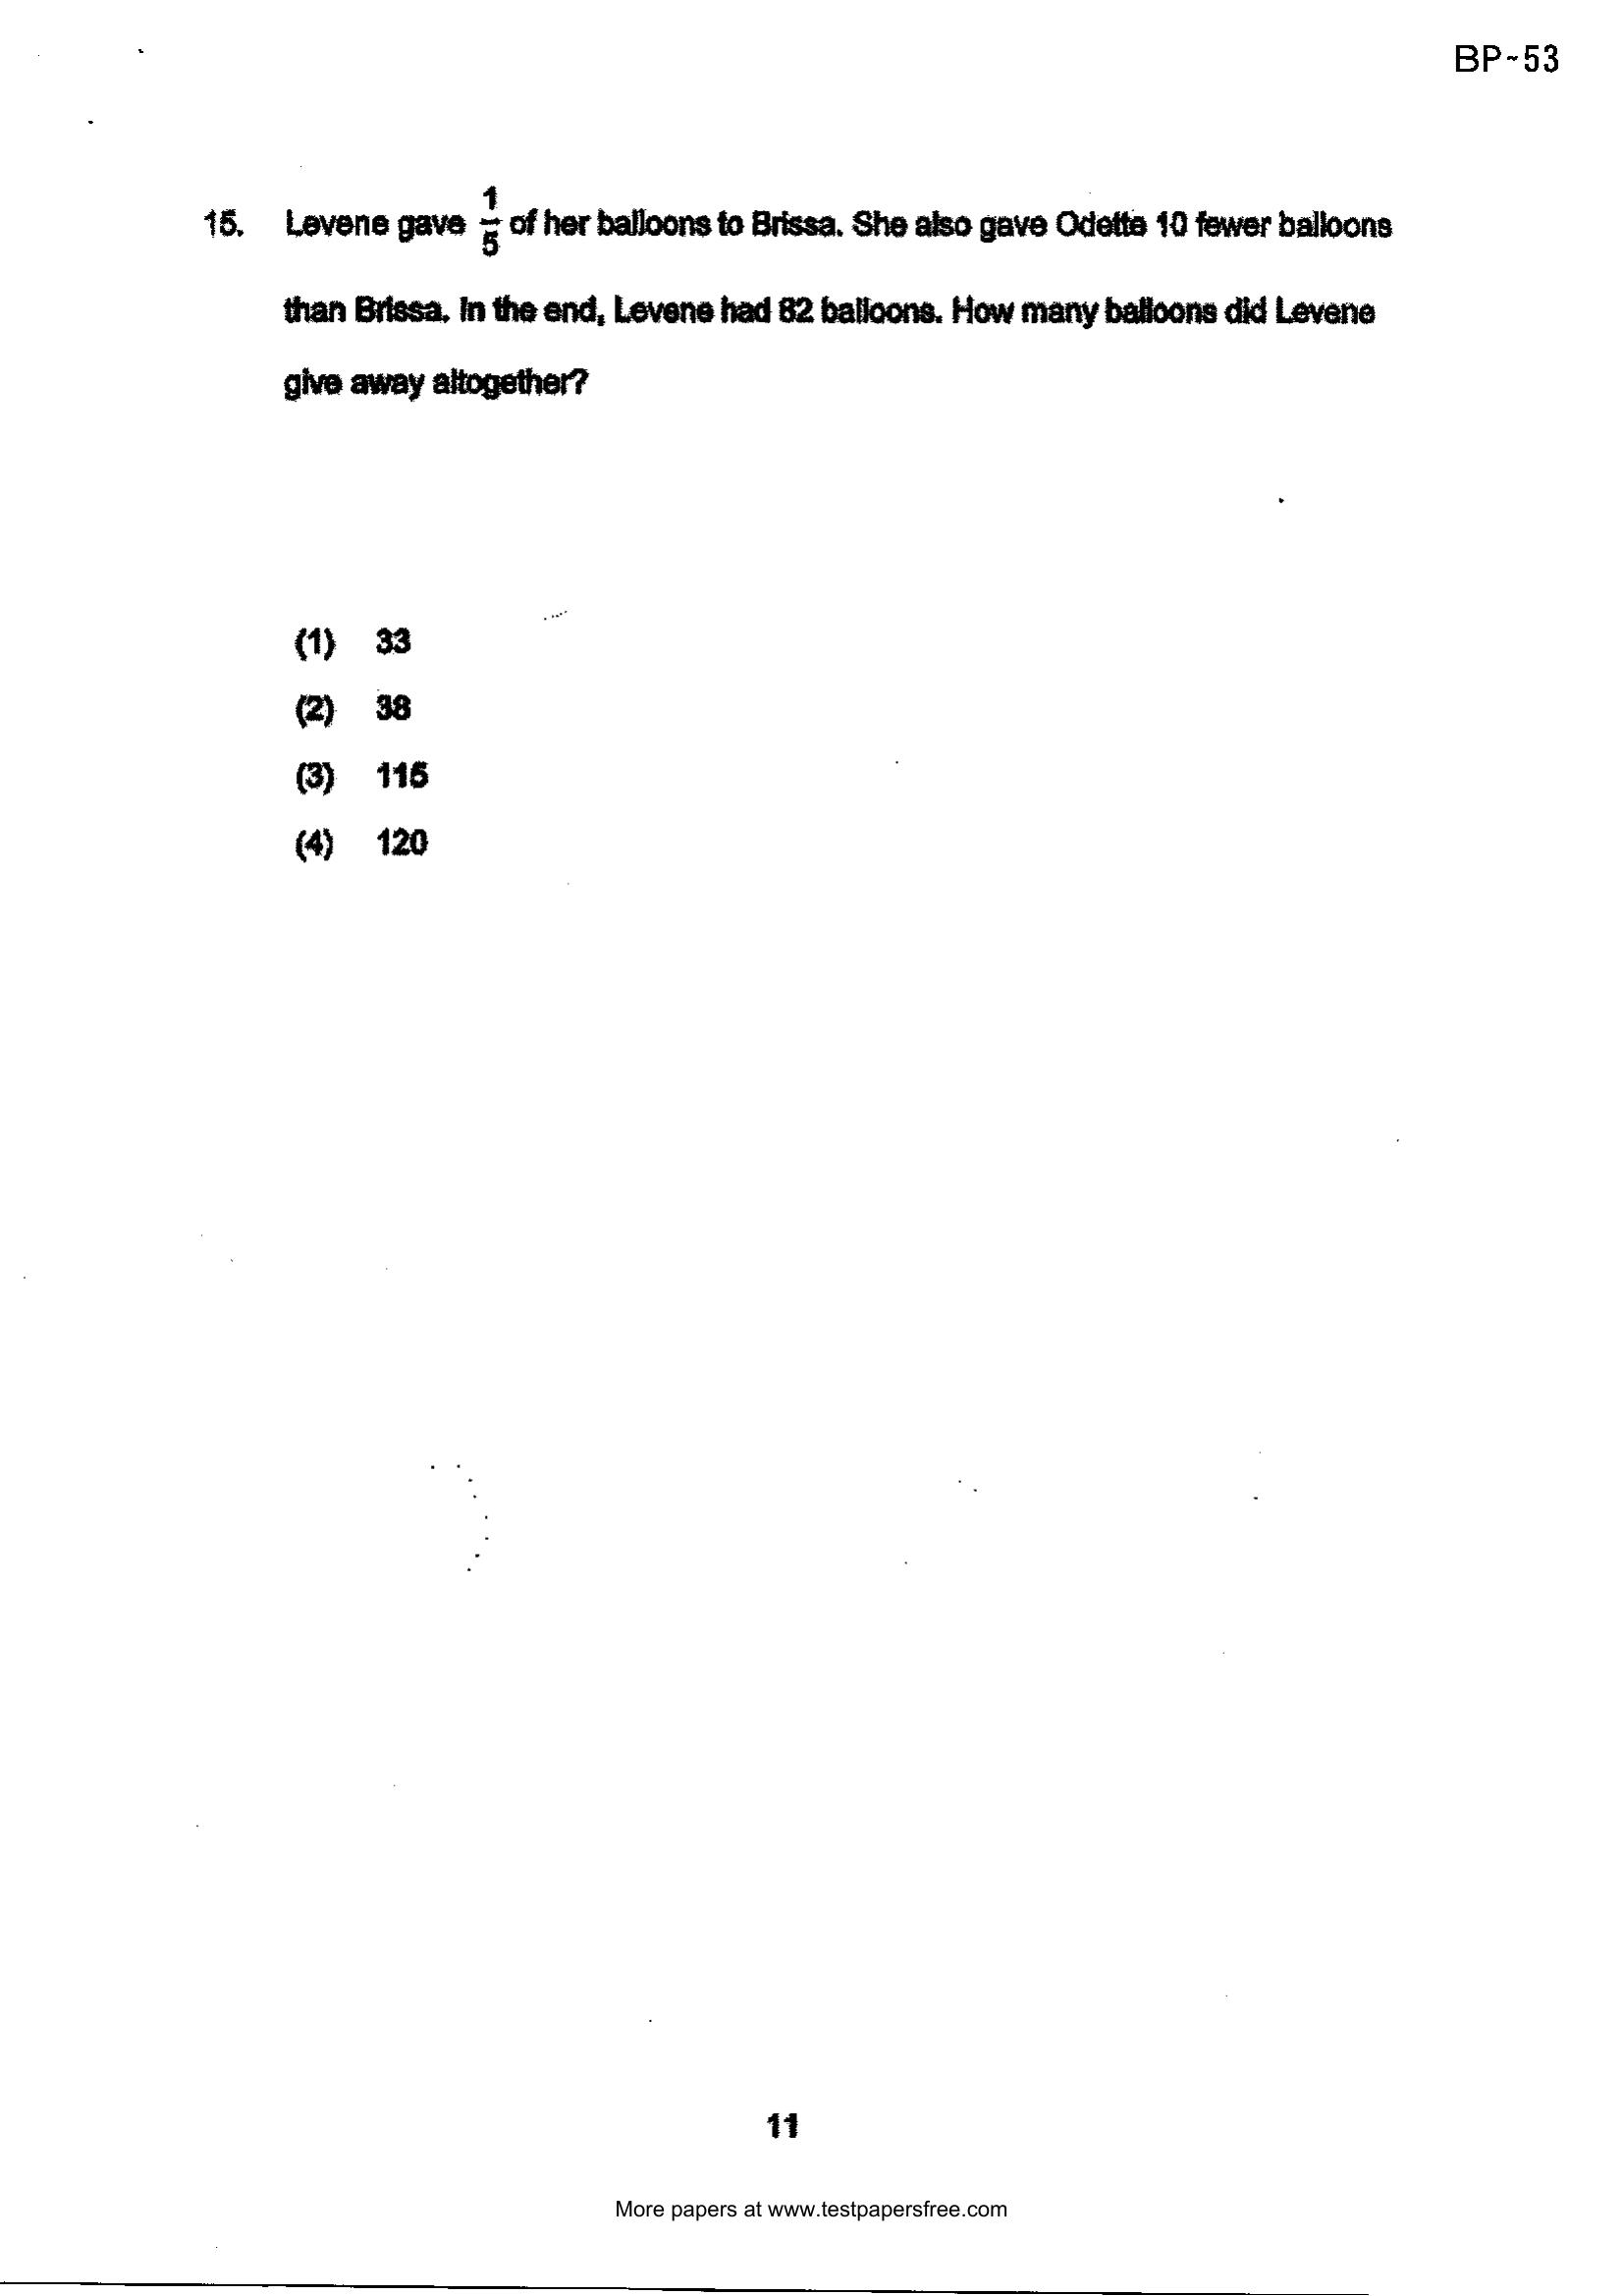 BP-53
15. Levene gave 1/5 of her balloons to Brissa. She also gave Odette 10 fewer balloons
than Brissa. In the end, Levene had 82 balloons. How many balloons did Levene
give away altogether?
(1) 33
(2) 38
(3) 115
(4) 120
11
More papers at www.testpapersfree.com